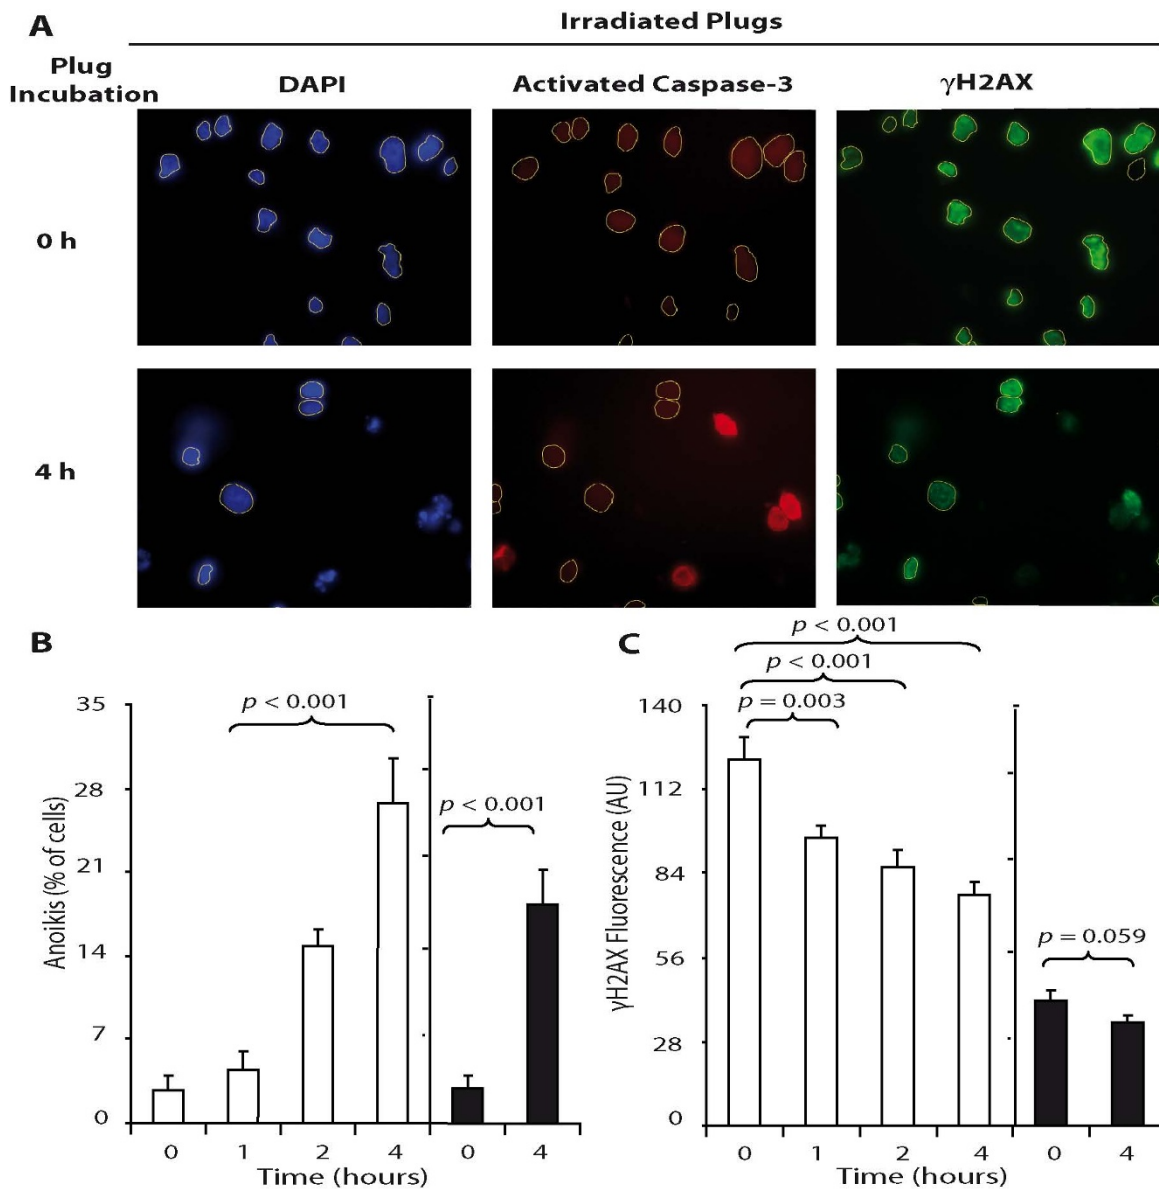 A
Irradiated Plugs
Plug
Incubation
DAPI
Activated Caspase-3
γH2AX
0 h
4 h
B
p < 0.001
p < 0.001
35
28
21
14
7
0
Anoikis (% of cells)
0 1 2 4 0 4
Time (hours)
C
p < 0.001
p < 0.001
p = 0.003
p = 0.059
140
112
84
56
28
0
γH2AX Fluorescence (AU)
0 1 2 4 0 4
Time (hours)